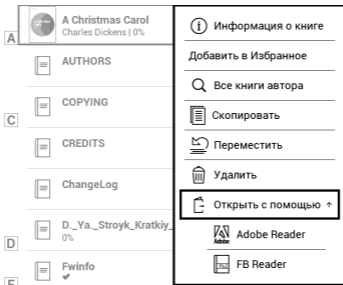 A Christmas Carol
Charles Dickens | 0%
A
AUTHORS
COPYING
C
CREDITS
ChangeLog
D._Ya._Stroyk_Kratkiy_
0%
D
Fwinfo
F
Информация о книге
Добавить в Избранное
Все книги автора
Скопировать
Переместить
Удалить
Открыть с помощью ↑
Adobe Reader
FB Reader